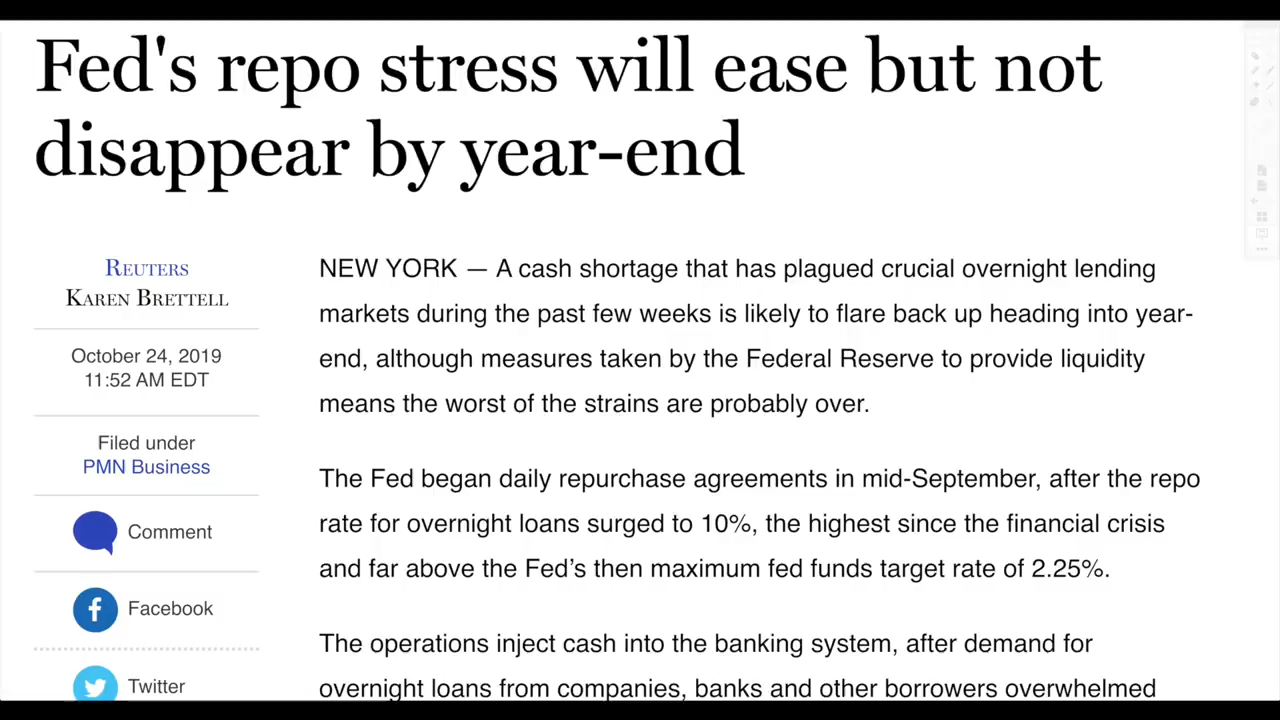 Fed's repo stress will ease but not
disappear by year-end
REUTERS
KAREN BRETTELL
October 24, 2019
11:52 AM EDT
Filed under
PMN Business
Comment
Facebook
Twitter
NEW YORK — A cash shortage that has plagued crucial overnight lending
markets during the past few weeks is likely to flare back up heading into year-
end, although measures taken by the Federal Reserve to provide liquidity
means the worst of the strains are probably over.
The Fed began daily repurchase agreements in mid-September, after the repo
rate for overnight loans surged to 10%, the highest since the financial crisis
and far above the Fed’s then maximum fed funds target rate of 2.25%.
The operations inject cash into the banking system, after demand for
overnight loans from companies, banks and other borrowers overwhelmed